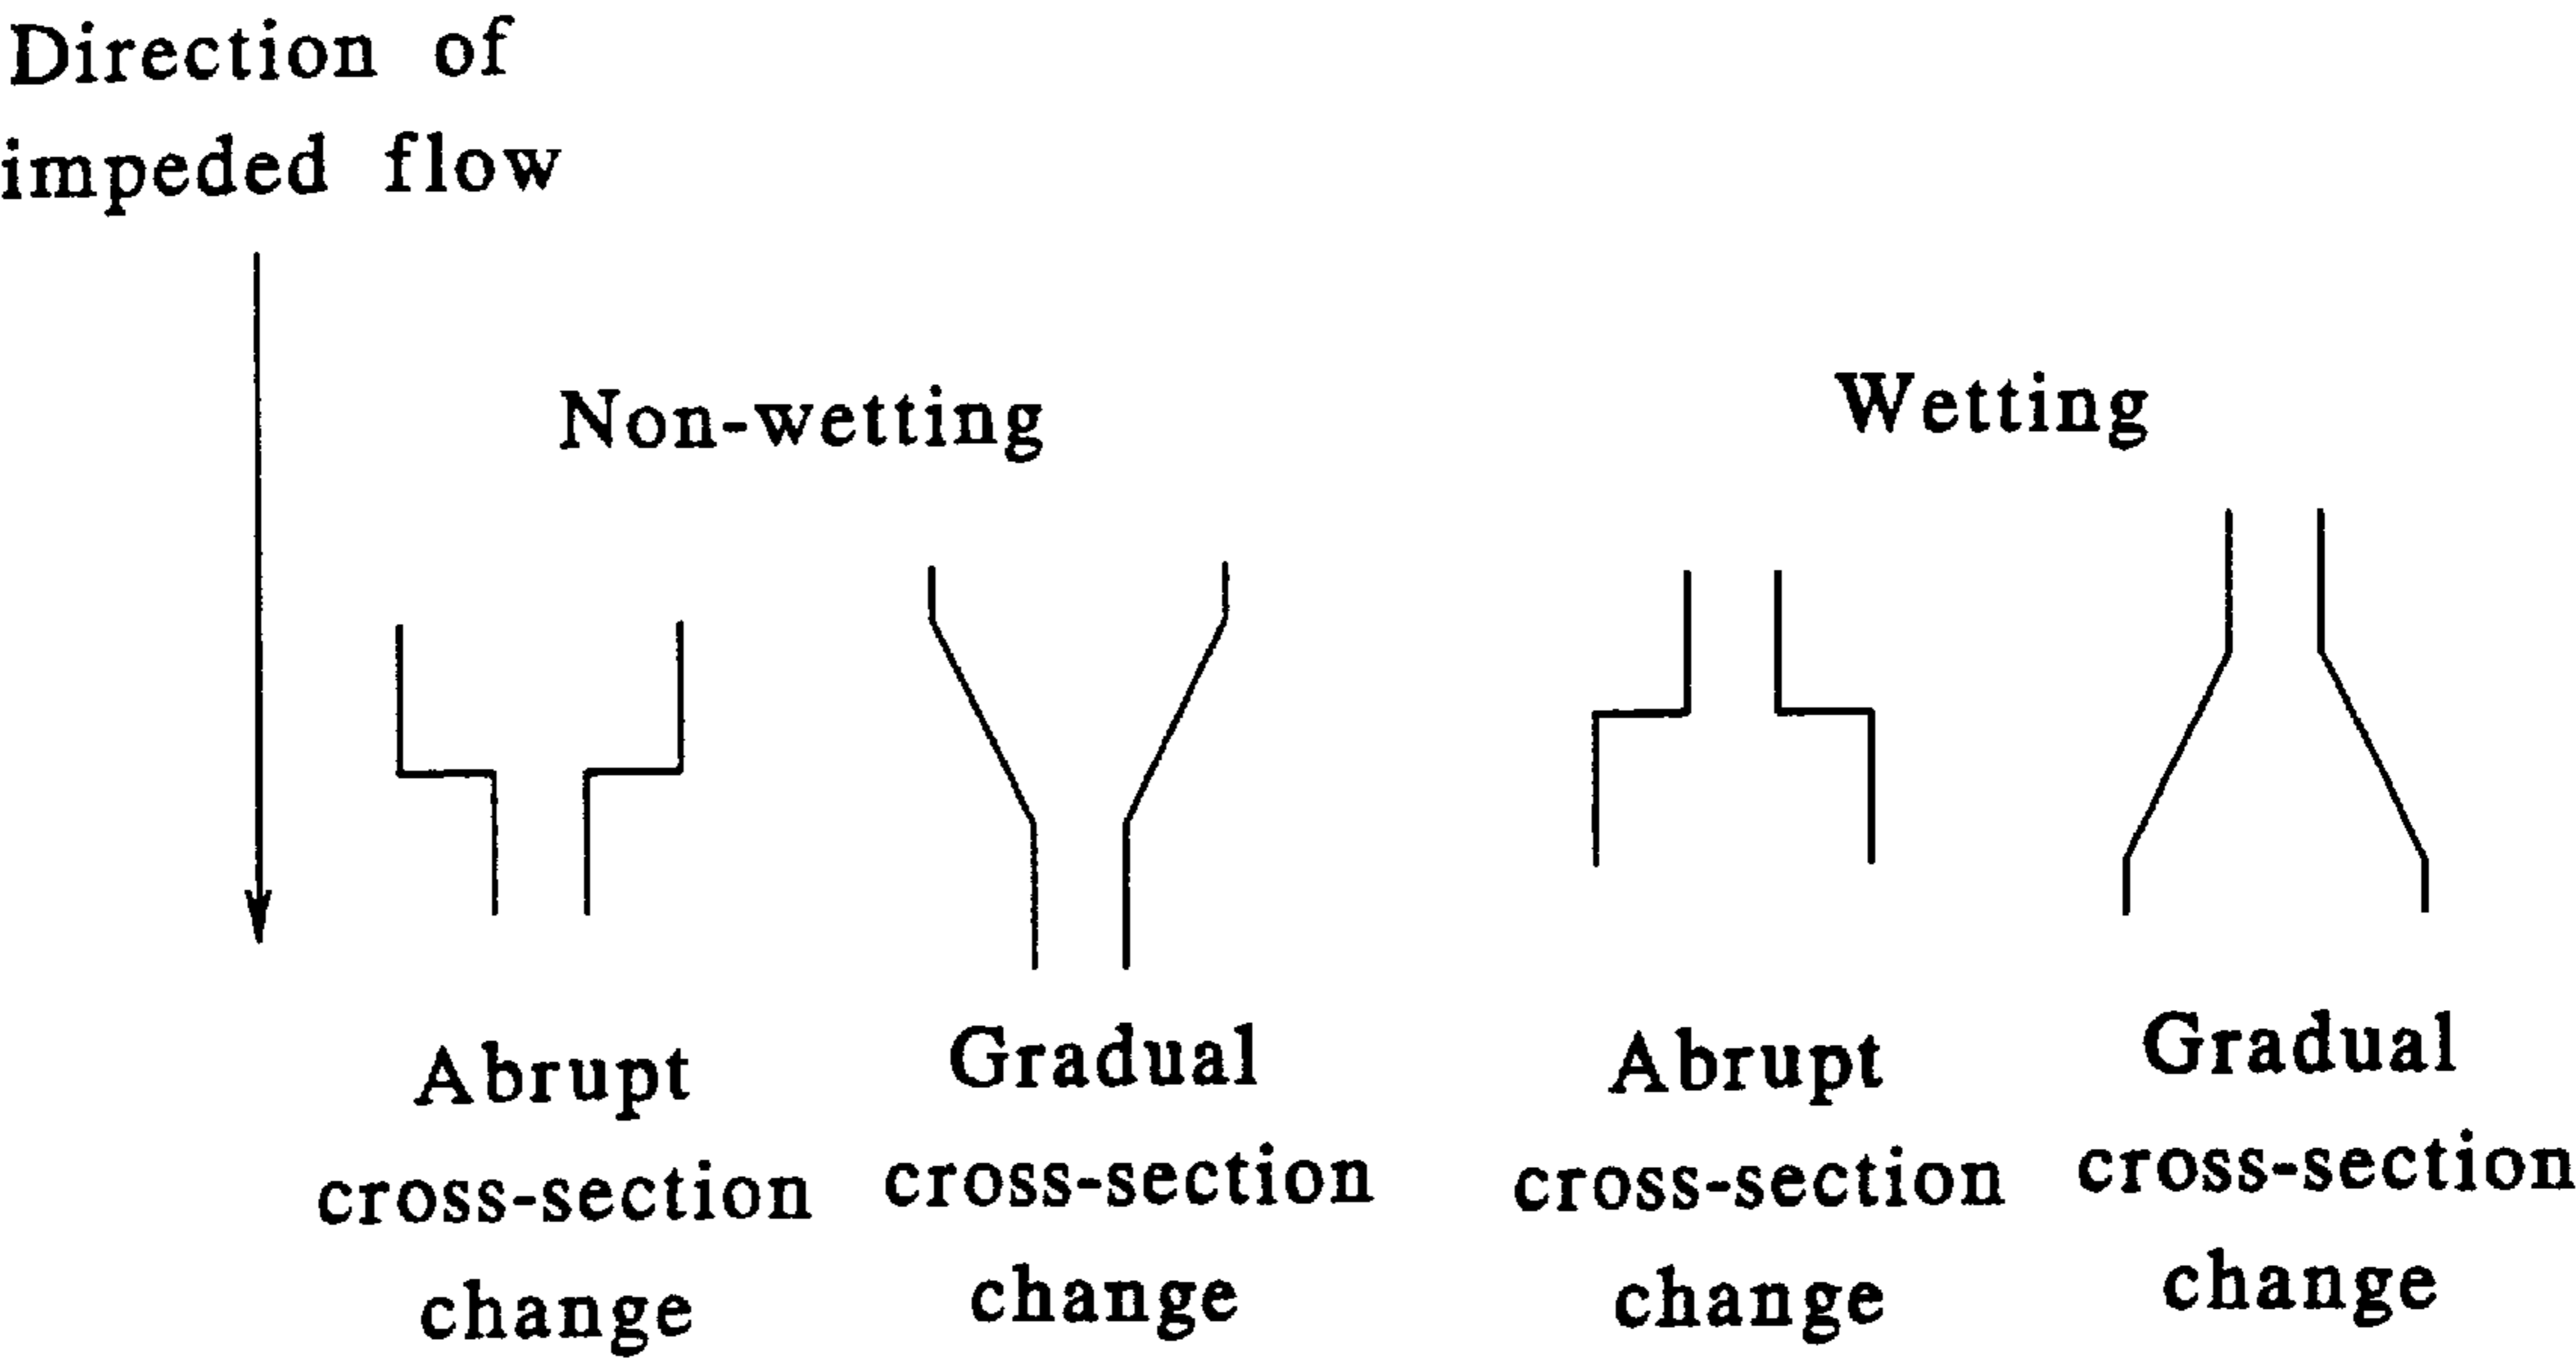 Direction of
impeded flow
Non-wetting
Wetting
Abrupt
cross-section
change
Gradual
cross-section
change
Abrupt
cross-section
change
Gradual
cross-section
change